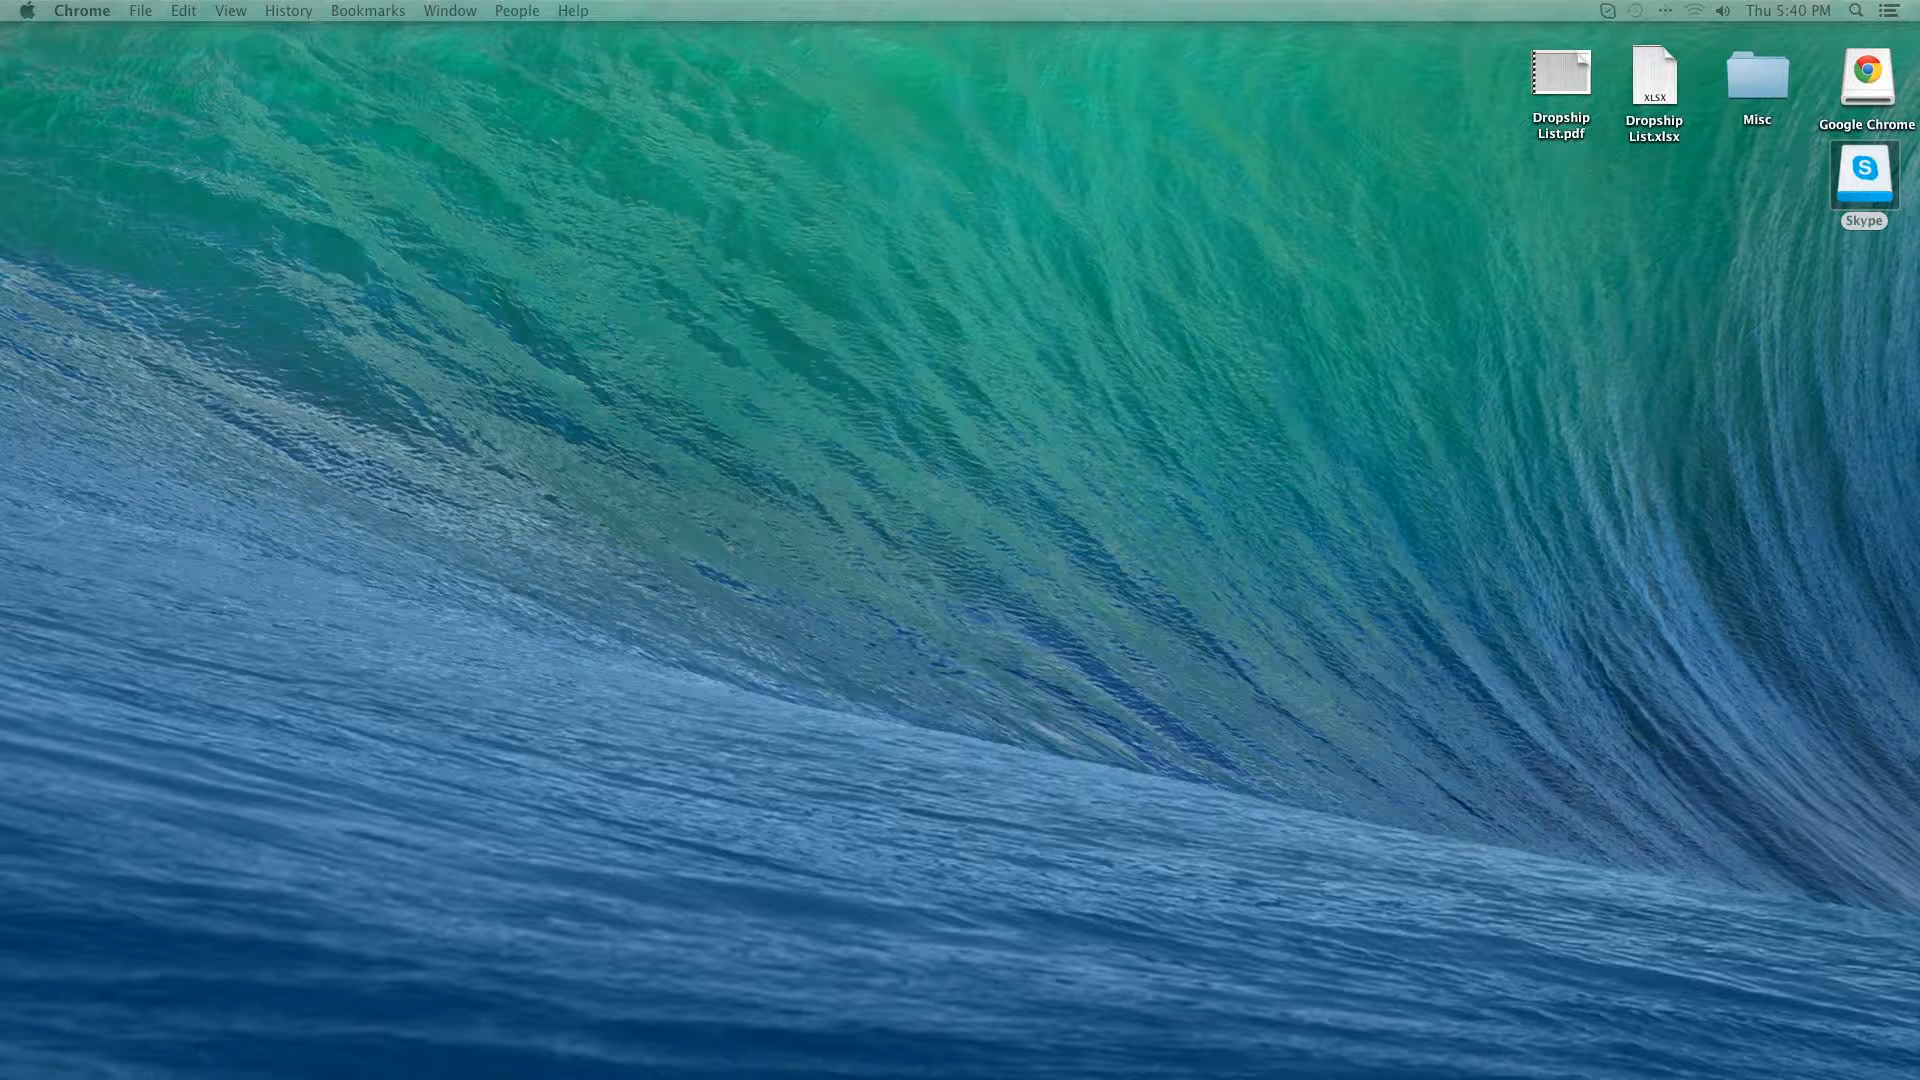 Chrome File Edit View History Bookmarks Window People Help Thu 5:40 PM
Dropship
List.pdf
XLSX
Dropship
List.xlsx
Misc
Google Chrome
S
Skype